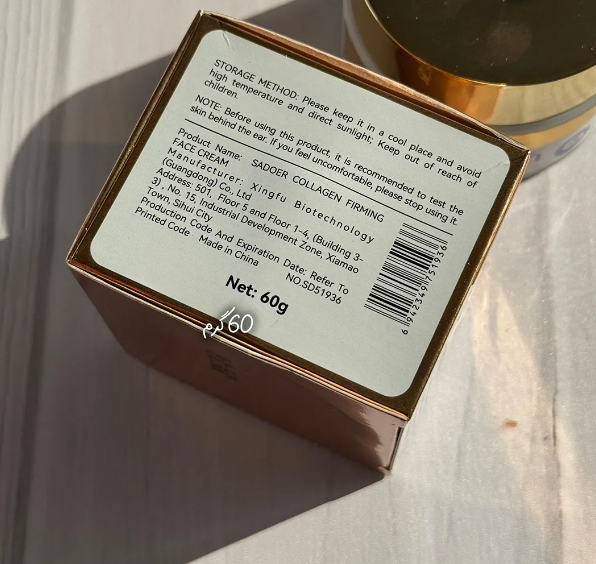 STORAGE METHOD: Please keep it in a cool place and avoid
high temperature and direct sunlight; Keep out of reach of
children.
NOTE: Before using this product, it is recommended to test the
skin behind the ear. If you feel uncomfortable, please stop using it.
Product Name: SADOER COLLAGEN FIRMING
FACE CREAM
Manufacturer: Xingfu Biotechnology
(Guangdong) Co., Ltd
Address: 501, Floor 5 and Floor 1-4, (Building 3-
3) , No. 15, Industrial Development Zone, Xiamao
Town, Sihui City
Production Code And Expiration Date: Refer To
Printed Code Made in China NO.SD51936
Net: 60g
60گرم
6 942349 751936